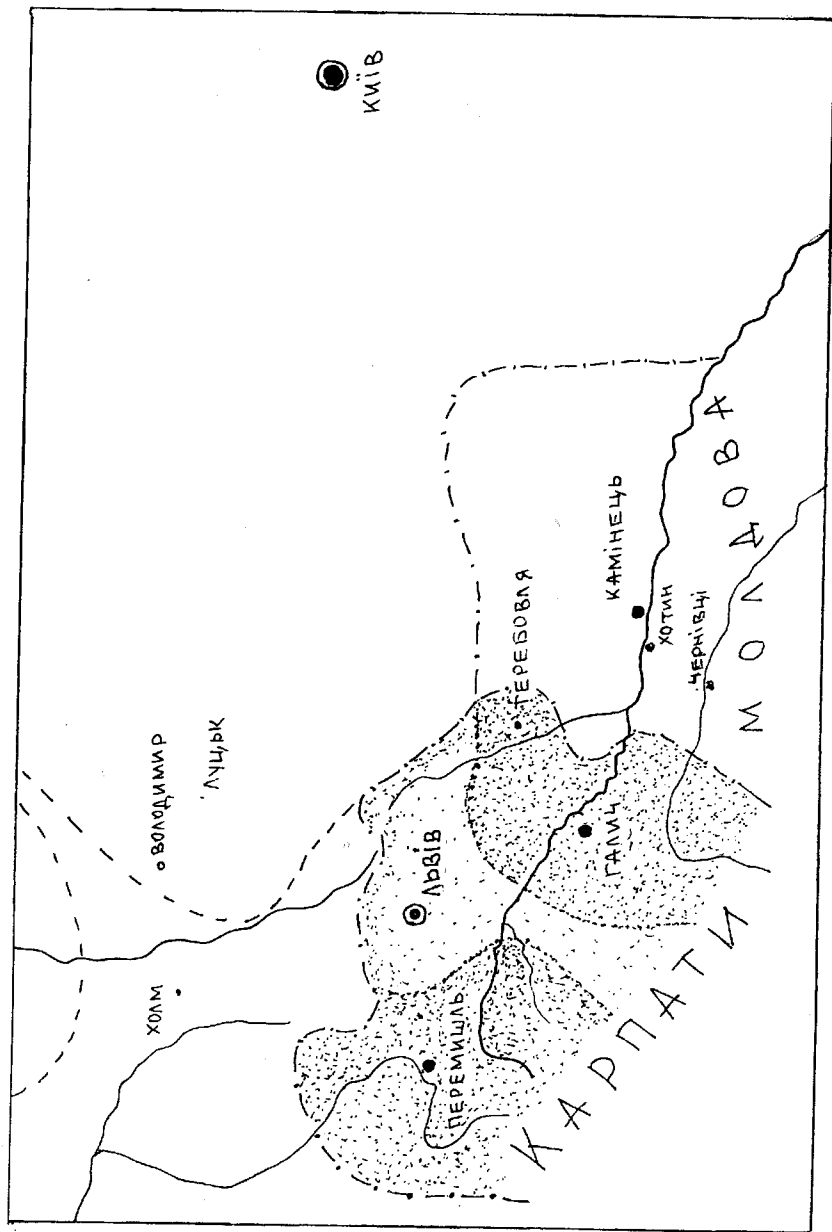 КИЇВ
ВОЛОДИМИР
ЛУЦЬК
ХОЛМ
ЛЬВІВ
ТЕРЕБОВЛЯ
КАМІНЕЦЬ
ХОТИН
ЧЕРНІВЦІ
ГАЛИЧ
ПЕРЕМИШЛЬ
КАРПАТИ
МОЛДОВА